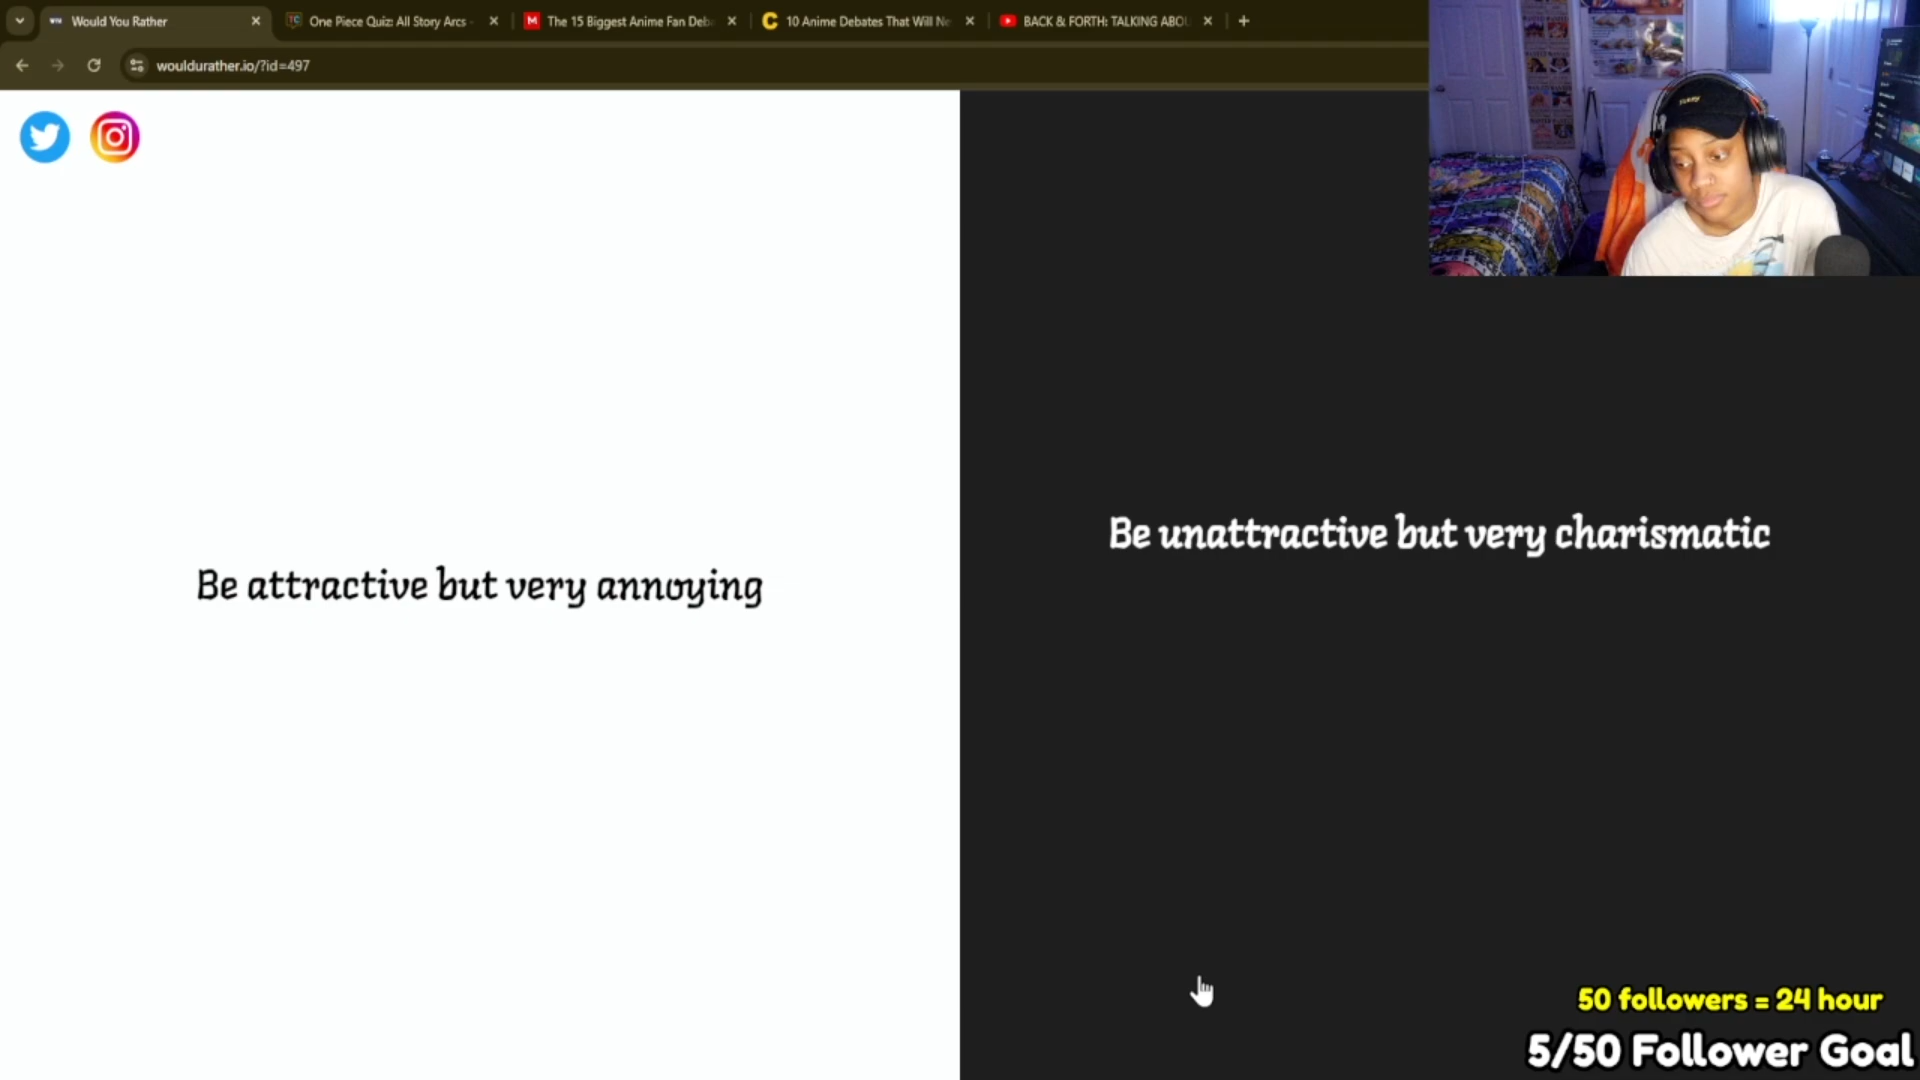 Would You Rather
One Piece Quiz: All Story Arcs -
The 15 Biggest Anime Fan Deb
10 Anime Debates That Will Ne
BACK & FORTH: TALKING ABOU
wouldurather.io/?id=497
Be attractive but very annoying
Be unattractive but very charismatic
50 followers = 24 hour
5/50 Follower Goal